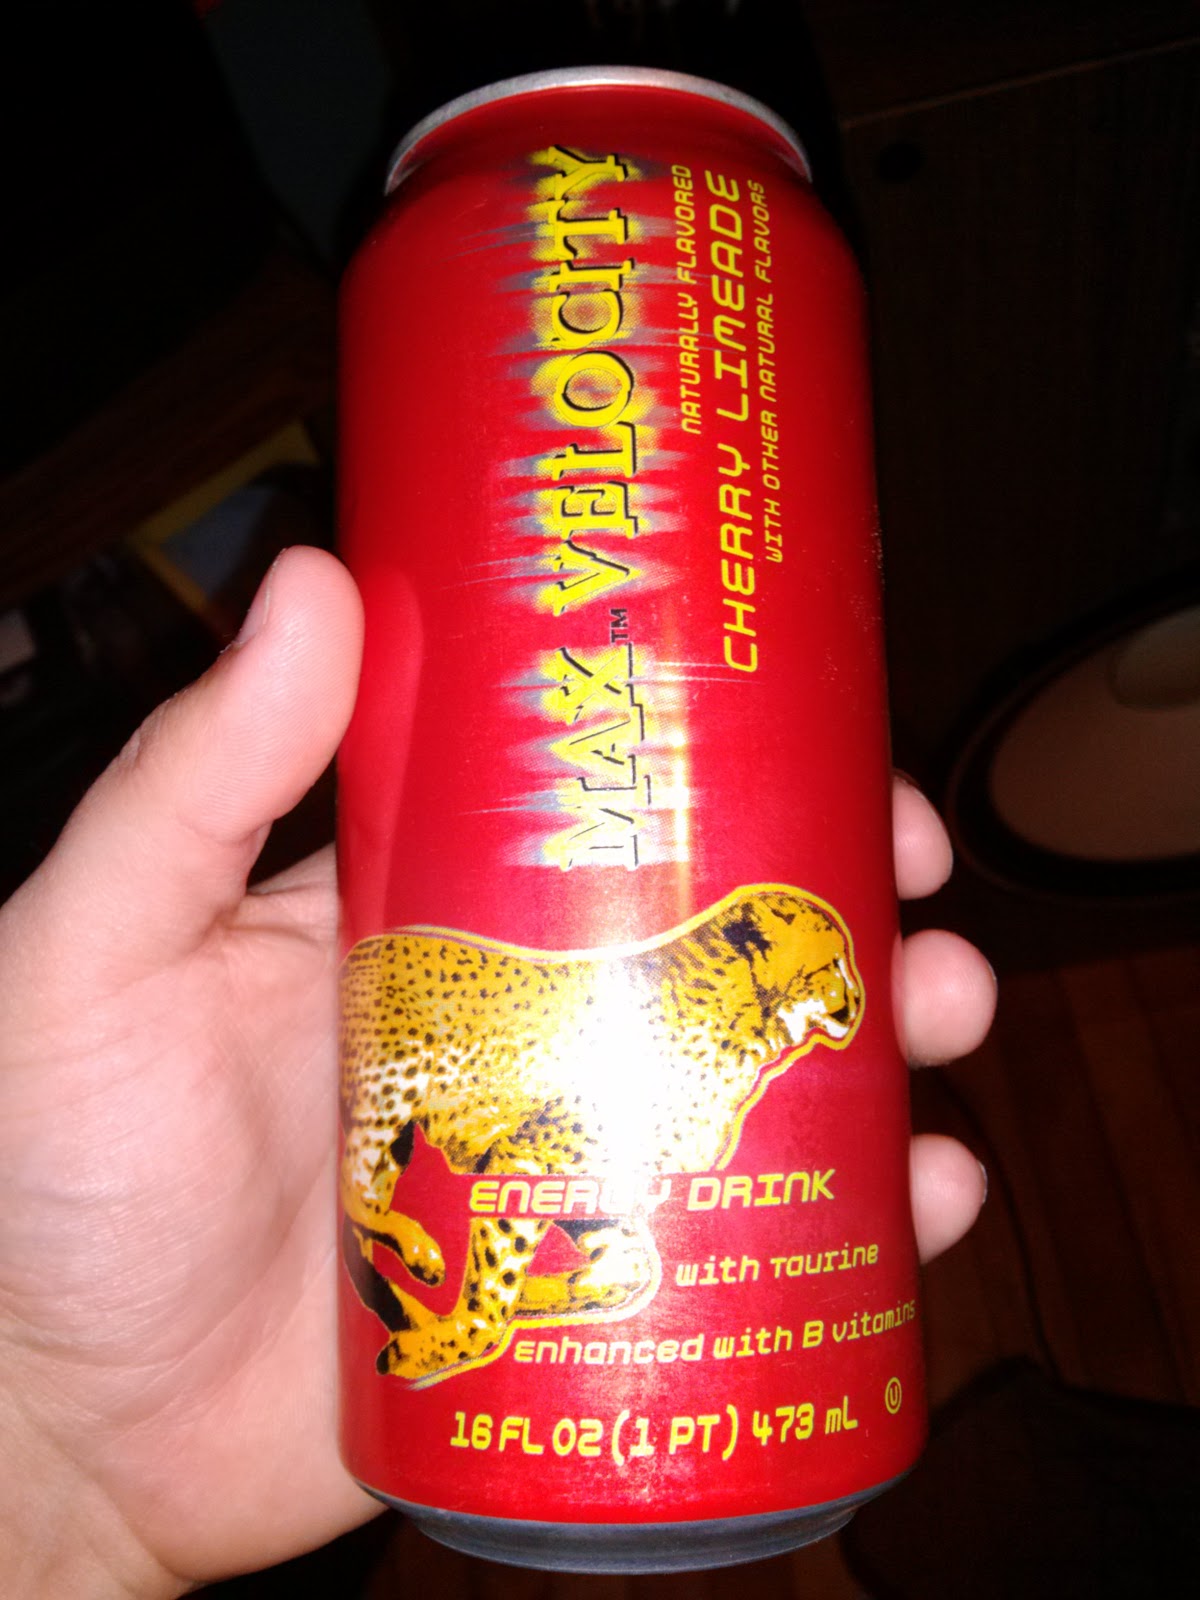 MAX™ VELOCITY
NATURALLY FLAVORED
CHERRY LIMEADE
WITH OTHER NATURAL FLAVORS
ENERGY DRINK
with Taurine
enhanced with B vitamins
16 FL OZ (1 PT) 473 mL
U